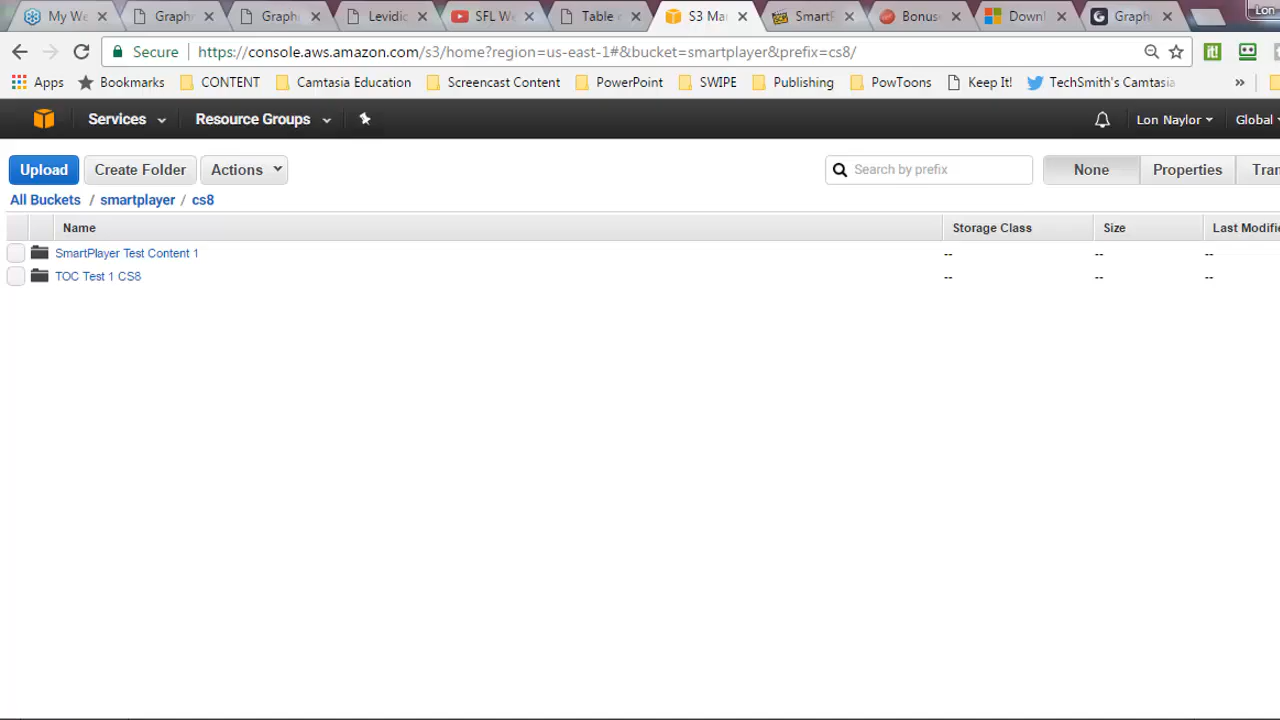 My We Graph Graph Levidic SFL We Table S3 Ma SmartP Bonus Downl Graph Lon
Secure https://console.aws.amazon.com/s3/home?region=us-east-1#&bucket=smartplayer&prefix=cs8/ it!
Apps Bookmarks CONTENT Camtasia Education Screencast Content PowerPoint SWIPE Publishing PowToons Keep It! TechSmith's Camtasia »
Services Resource Groups Lon Naylor Global
Upload Create Folder Actions Search by prefix None Properties Tran
All Buckets / smartplayer / cs8
Name Storage Class Size Last Modifi
SmartPlayer Test Content 1 -- -- --
TOC Test 1 CS8 -- -- --